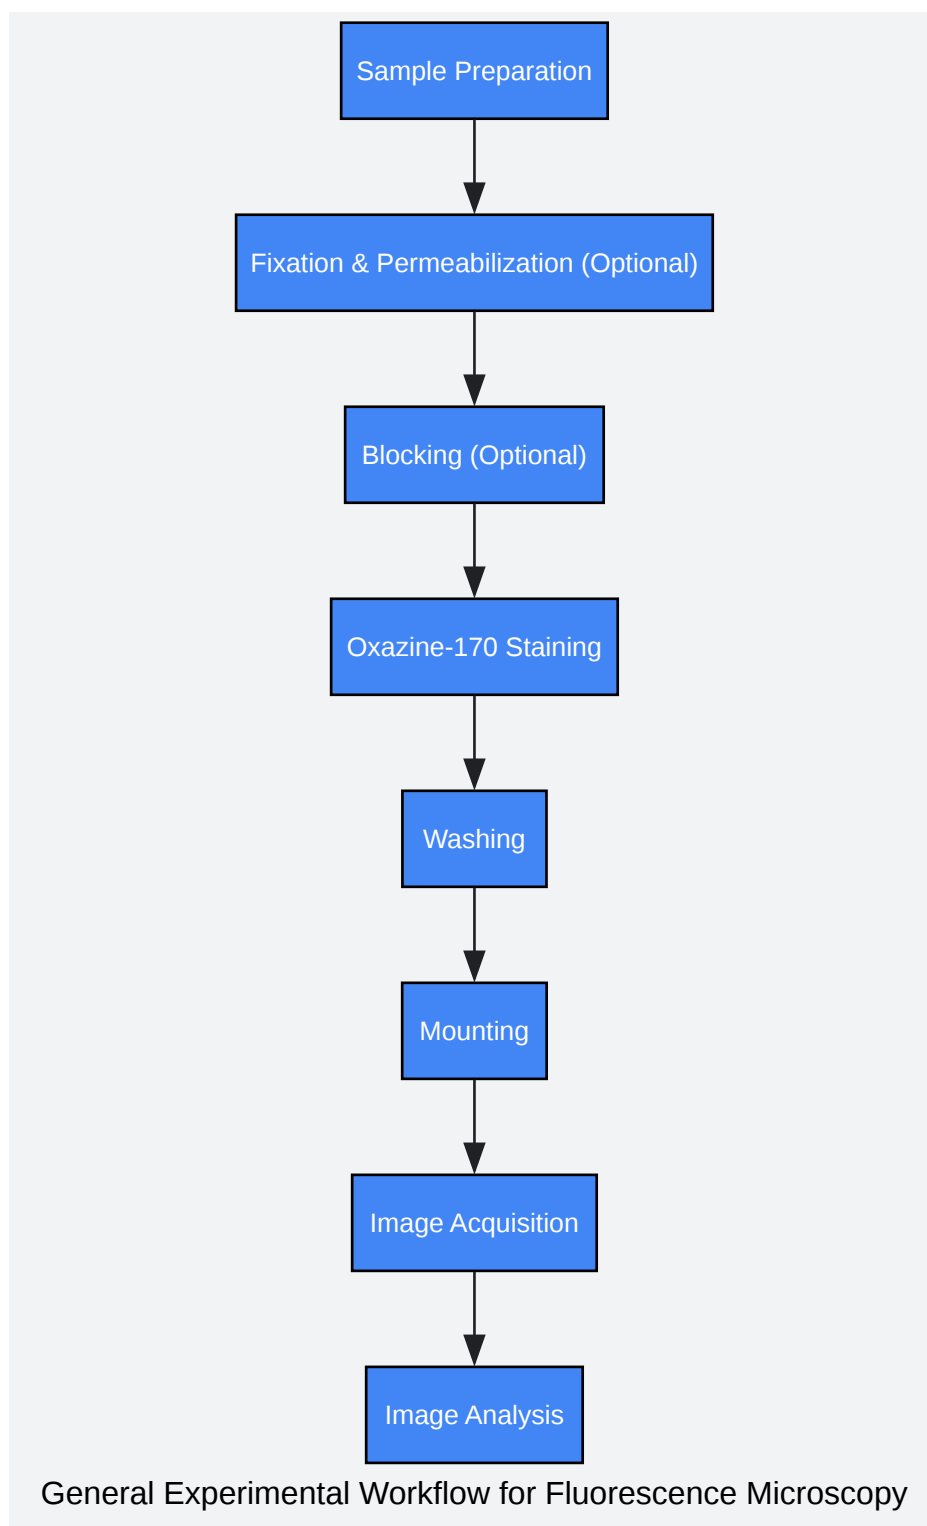 Sample Preparation
Fixation & Permeabilization (Optional)
Blocking (Optional)
Oxazine-170 Staining
Washing
Mounting
Image Acquisition
Image Analysis
General Experimental Workflow for Fluorescence Microscopy